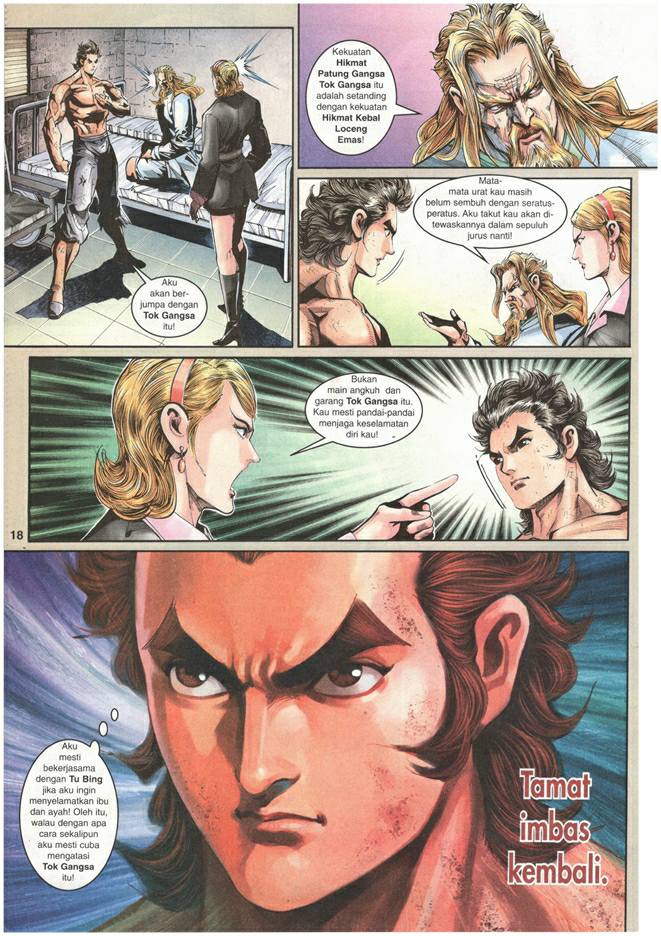 Aku
akan ber-
jumpa dengan
Tok Gangsa
itu!
Kekuatan
Hikmat
Patung Gangsa
Tok Gangsa itu
adalah setanding
dengan kekuatan
Hikmat Kebal
Loceng
Emas!
Mata-
mata urat kau masih
belum sembuh dengan seratus-
peratus. Aku takut kau akan di-
tewaskannya dalam sepuluh
jurus nanti!
Bukan
main angkuh dan
garang Tok Gangsa itu.
Kau mesti pandai-pandai
menjaga keselamatan
diri kau!
18
Aku
mesti
bekerjasama
dengan Tu Bing
jika aku ingin
menyelamatkan ibu
dan ayah! Oleh itu,
walau dengan apa
cara sekalipun
aku mesti cuba
mengatasi
Tok Gangsa
itu!
Tamat
imbas
kembali.